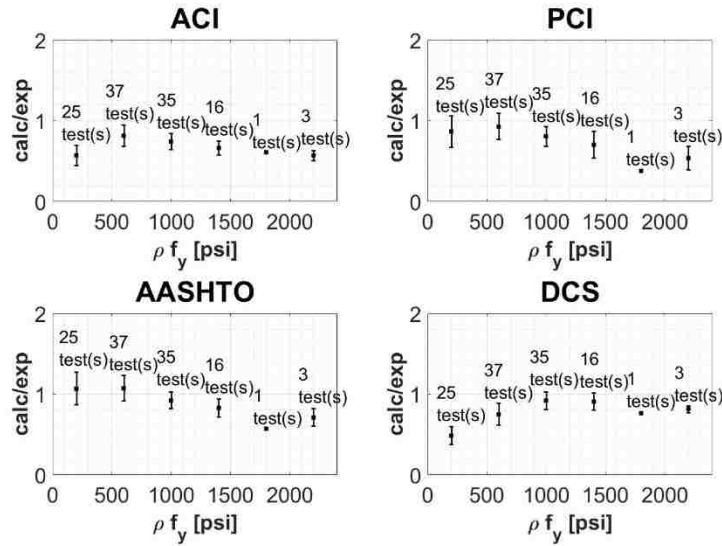 ACI
2
calc/exp
1
0
25
test(s)
37
test(s)
35
test(s)
16
test(s)
1
test(s)
3
test(s)
0 500 1000 1500 2000
ρ f_y [psi]
PCI
2
calc/exp
1
0
25
test(s)
37
test(s)
35
test(s)
16
test(s)
1
test(s)
3
test(s)
0 500 1000 1500 2000
ρ f_y [psi]
AASHTO
2
calc/exp
1
0
25
test(s)
37
test(s)
35
test(s)
16
test(s)
1
test(s)
3
test(s)
0 500 1000 1500 2000
ρ f_y [psi]
DCS
2
calc/exp
1
0
25
test(s)
37
test(s)
35
test(s)
16
test(s)
1
test(s)
3
test(s)
0 500 1000 1500 2000
ρ f_y [psi]